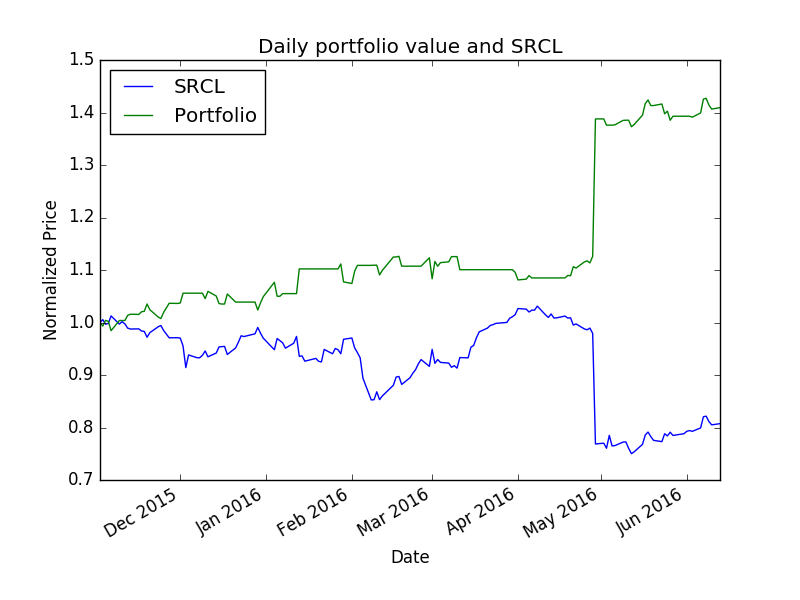 Daily portfolio value and SRCL
SRCL
Portfolio
1.5
1.4
1.3
1.2
1.1
1.0
0.9
0.8
0.7
Normalized Price
Dec 2015
Jan 2016
Feb 2016
Mar 2016
Apr 2016
May 2016
Jun 2016
Date